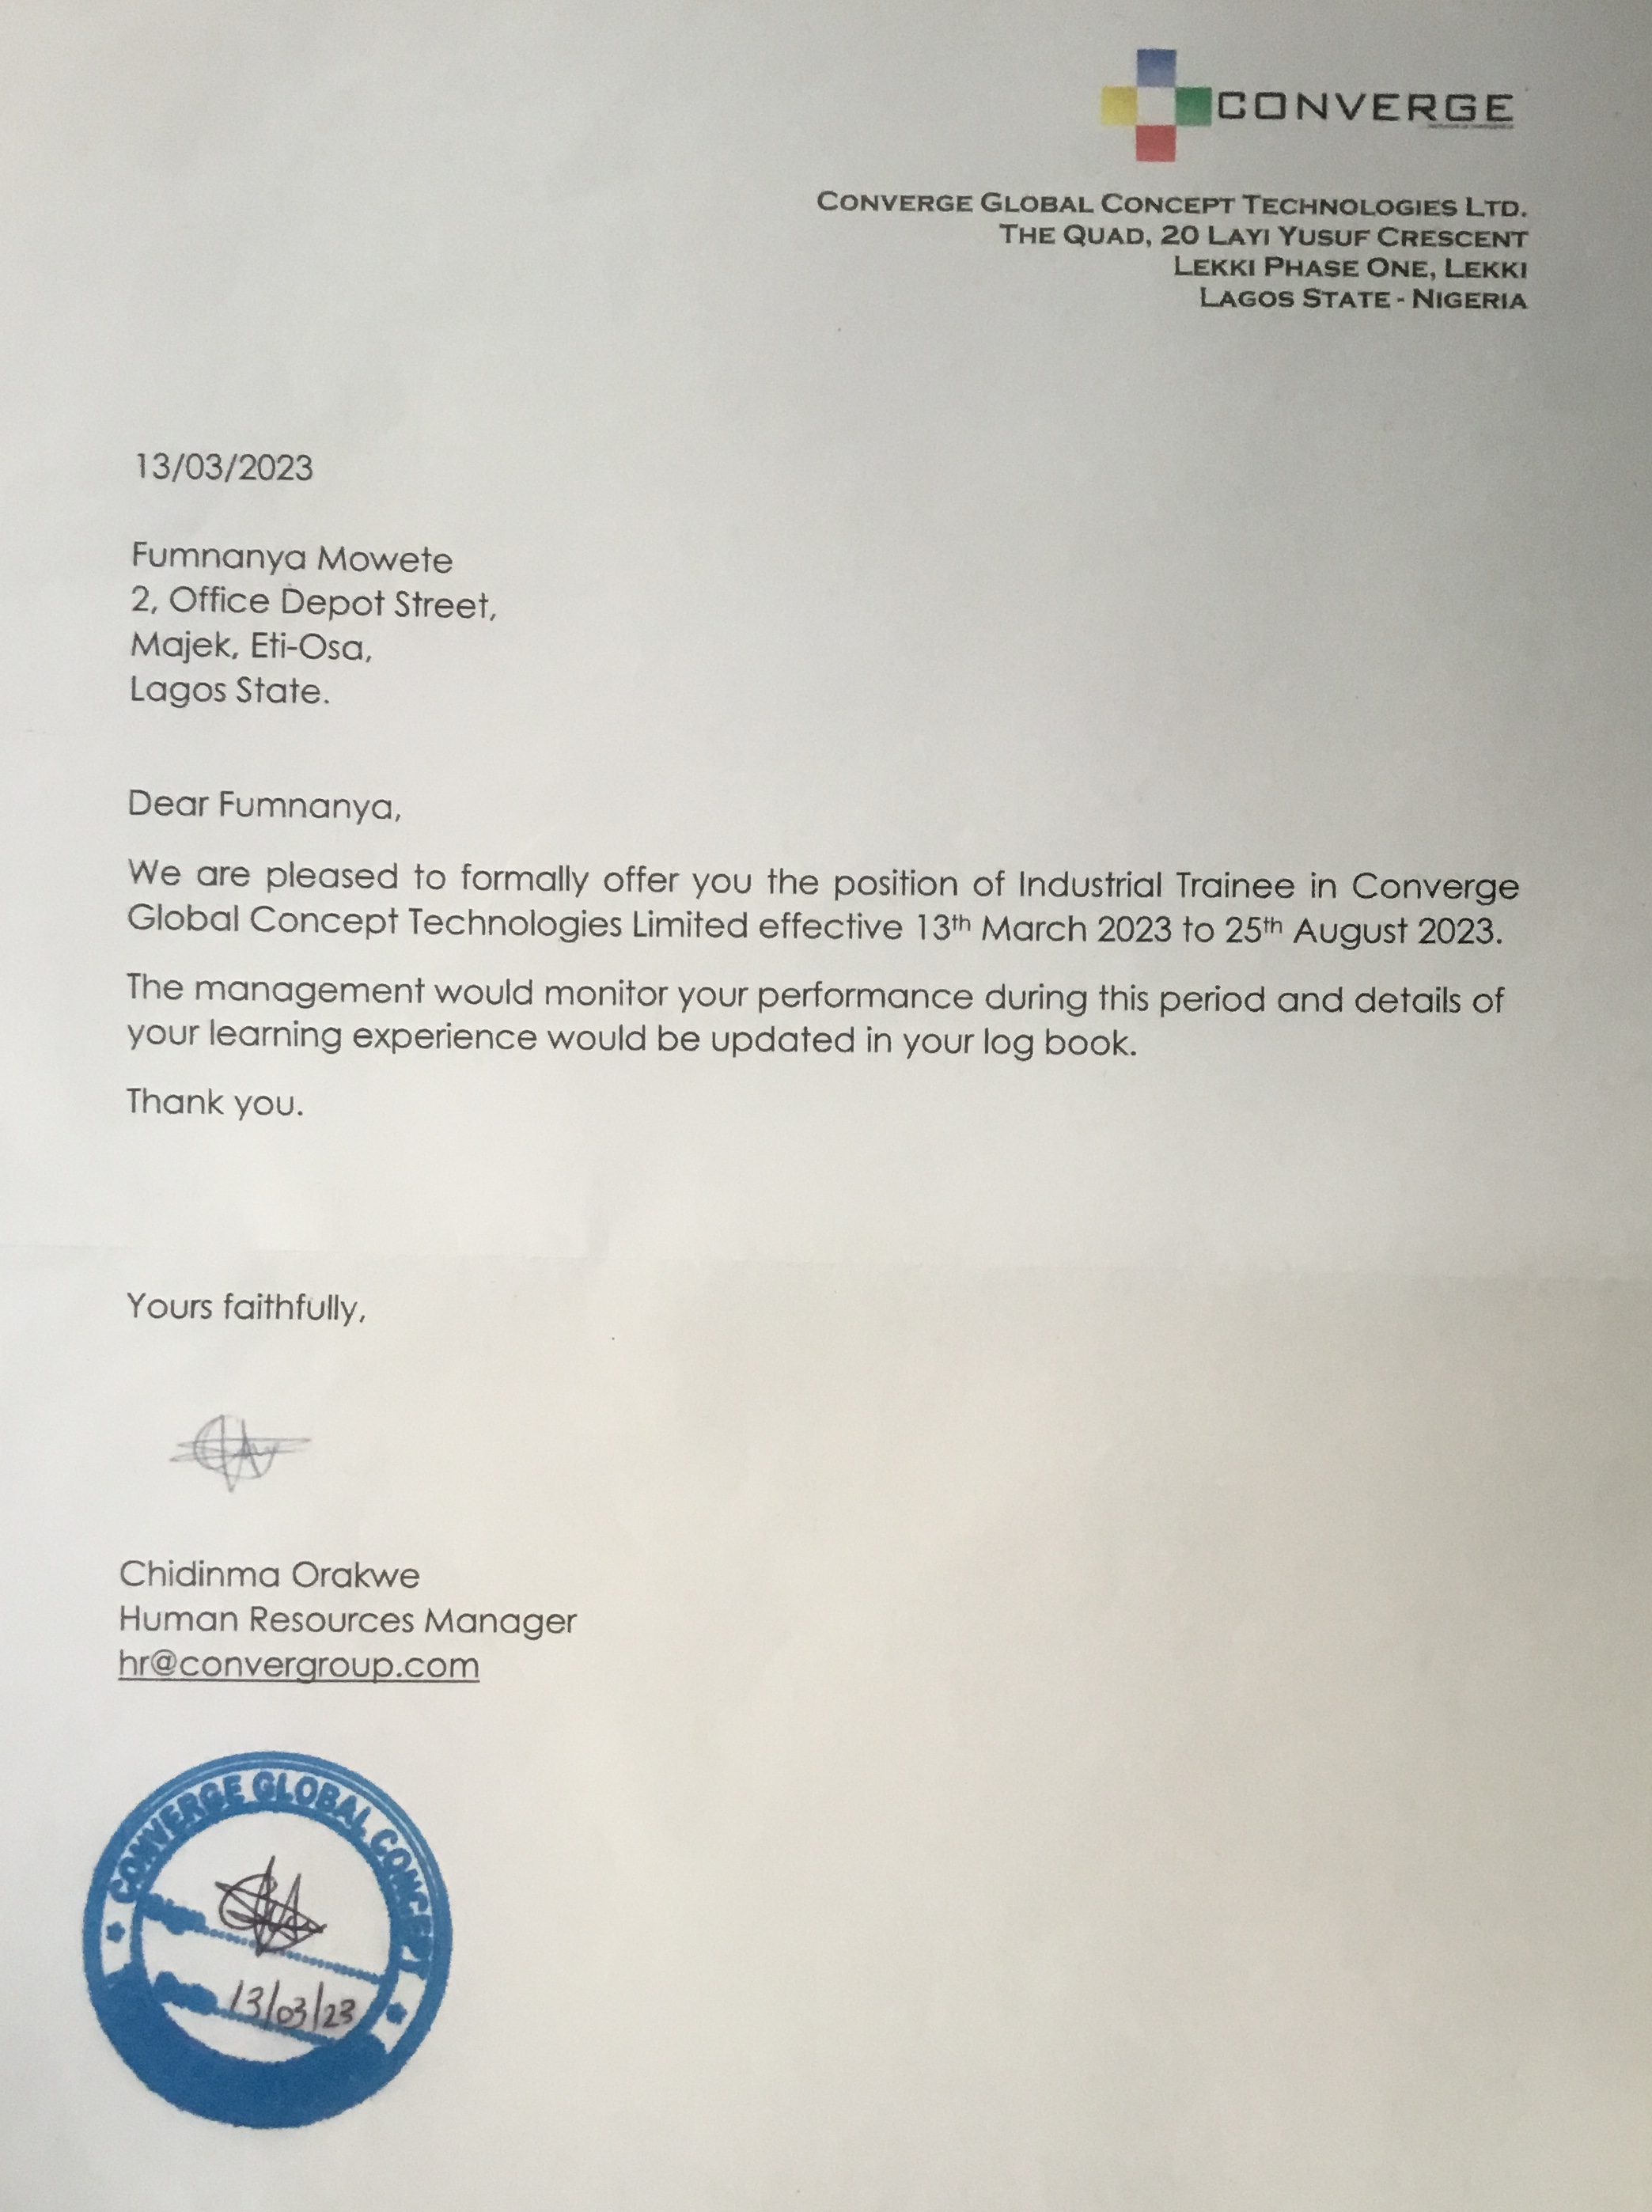 CONVERGE
CONVERGE GLOBAL CONCEPT TECHNOLOGIES LTD.
THE QUAD, 20 LAYI YUSUF CRESCENT
LEKKI PHASE ONE, LEKKI
LAGOS STATE - NIGERIA
13/03/2023
Fumnanya Mowete
2, Office Depot Street,
Majek, Eti-Osa,
Lagos State.
Dear Fumnanya,
We are pleased to formally offer you the position of Industrial Trainee in Converge
Global Concept Technologies Limited effective 13th March 2023 to 25th August 2023.
The management would monitor your performance during this period and details of
your learning experience would be updated in your log book.
Thank you.
Yours faithfully,
Chidinma Orakwe
Human Resources Manager
hr@convergroup.com
CONVERGE GLOBAL CONCEPT
13/03/23